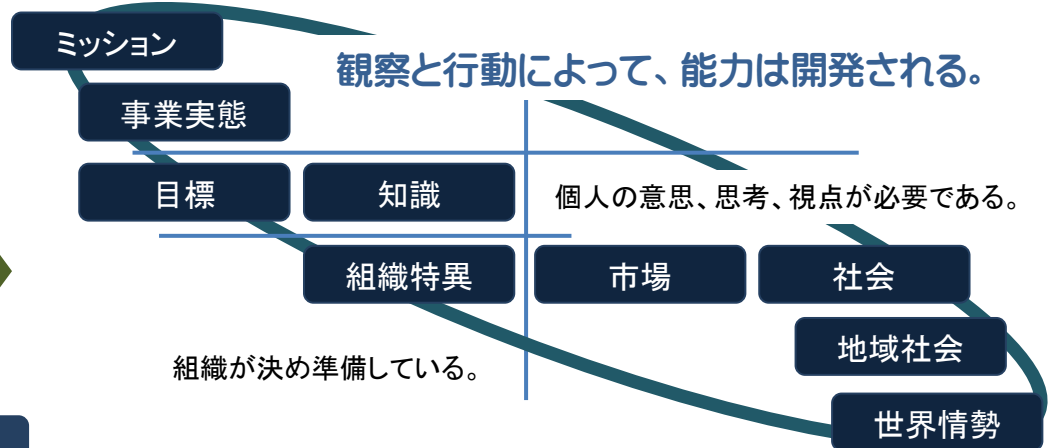 ミッション
観察と行動によって、能力は開発される。
事業実態
目標
知識
個人の意思、思考、視点が必要である。
組織特異
市場
社会
組織が決め準備している。
地域社会
世界情勢